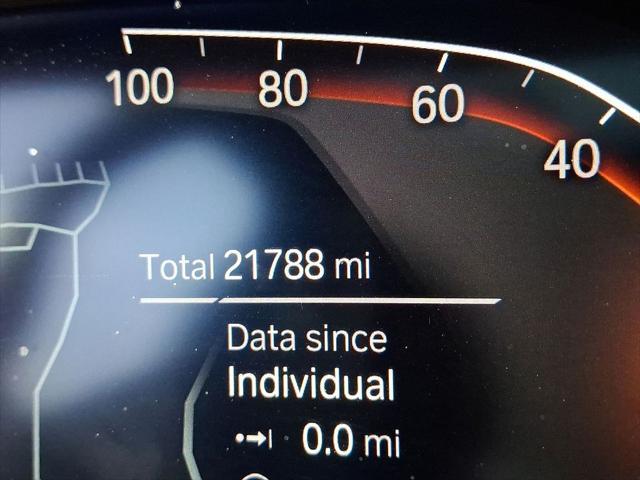 100 80 60 40
Total 21788 mi
Data since
Individual
0.0 mi